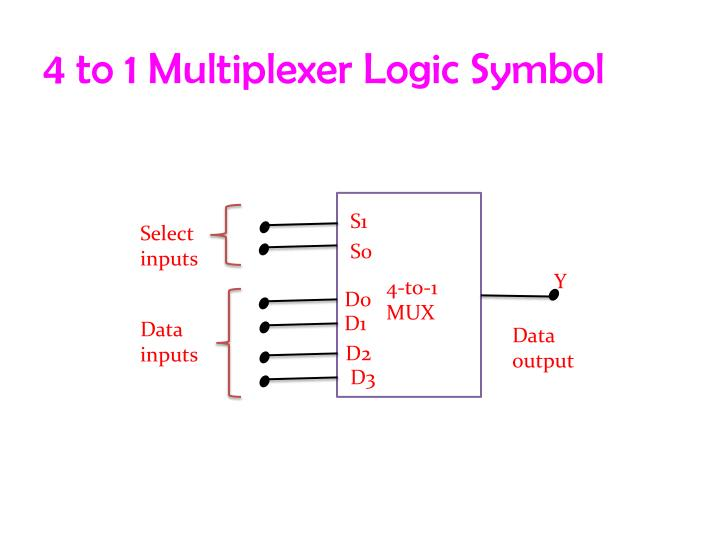 4 to 1 Multiplexer Logic Symbol
Select
inputs
S1
S0
Data
inputs
D0
D1
D2
D3
4-to-1
MUX
Y
Data
output